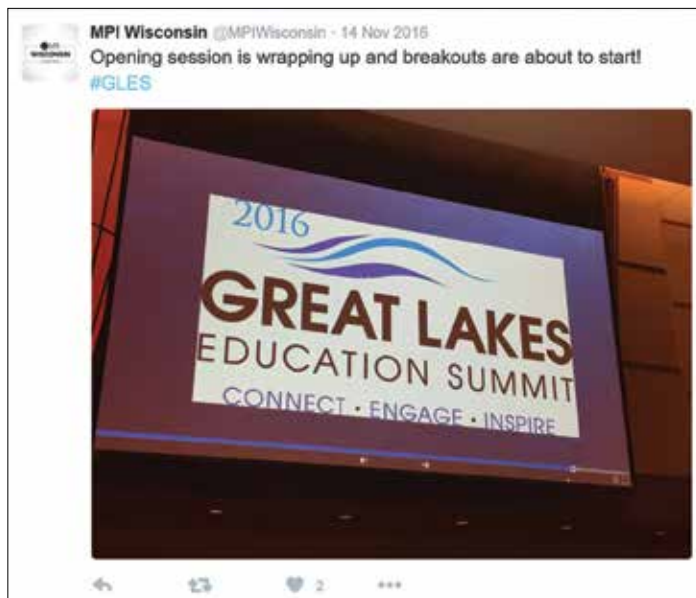 MPI Wisconsin @MPIWisconsin · 14 Nov 2016
Opening session is wrapping up and breakouts are about to start!
#GLES
2016
GREAT LAKES
EDUCATION SUMMIT
CONNECT · ENGAGE · INSPIRE
2